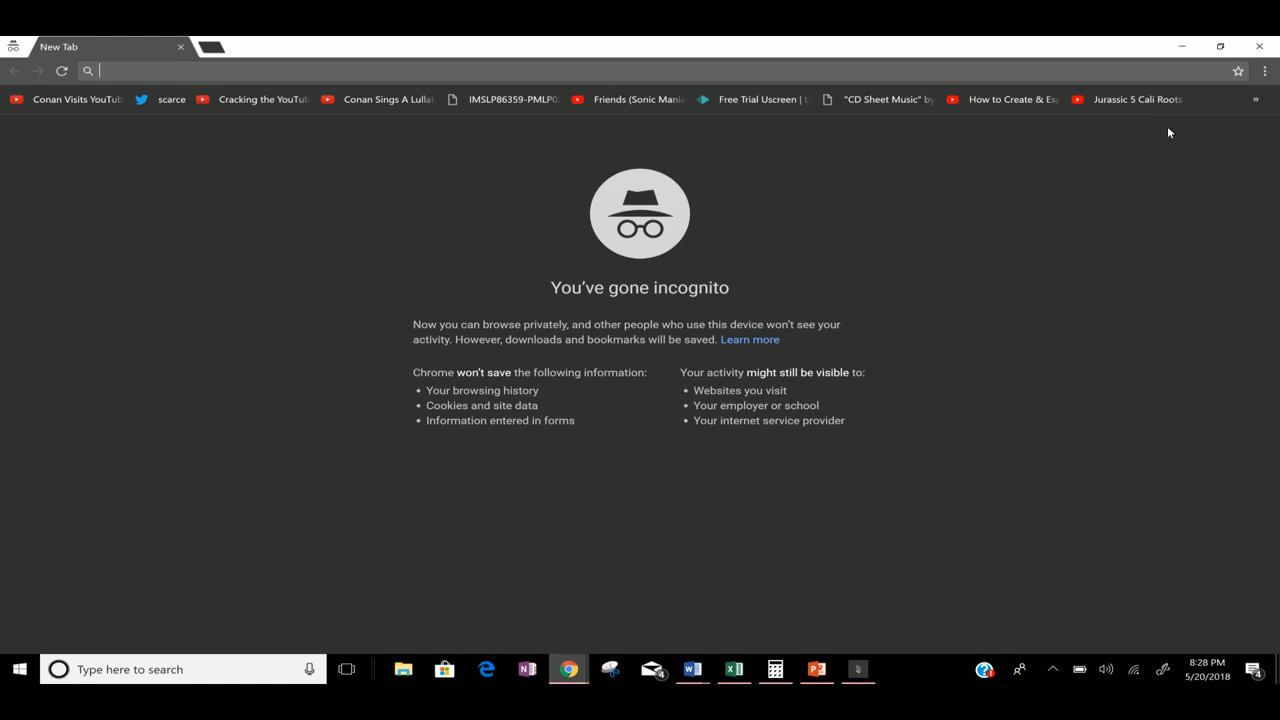 New Tab
Conan Visits YouTub
scarce
Cracking the YouTu
Conan Sings A Lulla
IMSLP86359-PMLP0
Friends (Sonic Mania
Free Trial Uscreen |
"CD Sheet Music" by
How to Create & Ex
Jurassic 5 Cali Roots
»
You've gone incognito
Now you can browse privately, and other people who use this device won't see your
activity. However, downloads and bookmarks will be saved. Learn more
Chrome won't save the following information:
• Your browsing history
• Cookies and site data
• Information entered in forms
Your activity might still be visible to:
• Websites you visit
• Your employer or school
• Your internet service provider
Type here to search
4
8:28 PM
5/20/2018
4